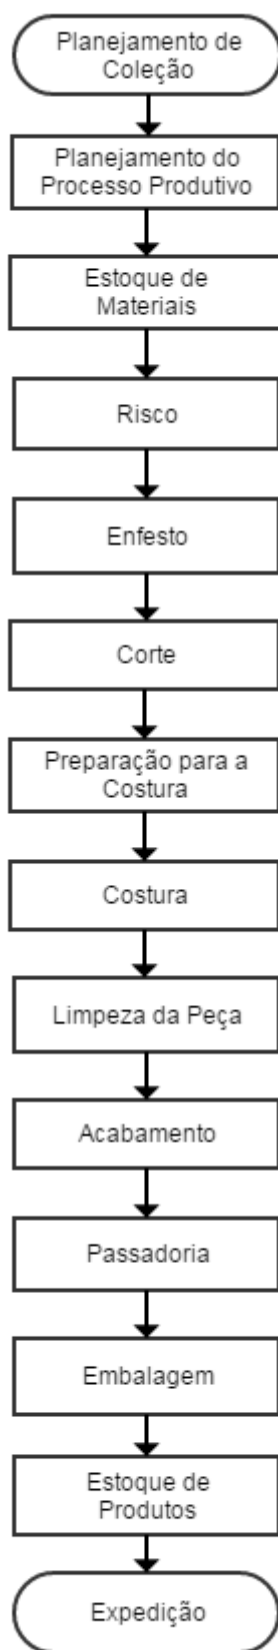 Planejamento de
Coleção
Planejamento do
Processo Produtivo
Estoque de
Materiais
Risco
Enfesto
Corte
Preparação para a
Costura
Costura
Limpeza da Peça
Acabamento
Passadoria
Embalagem
Estoque de
Produtos
Expedição